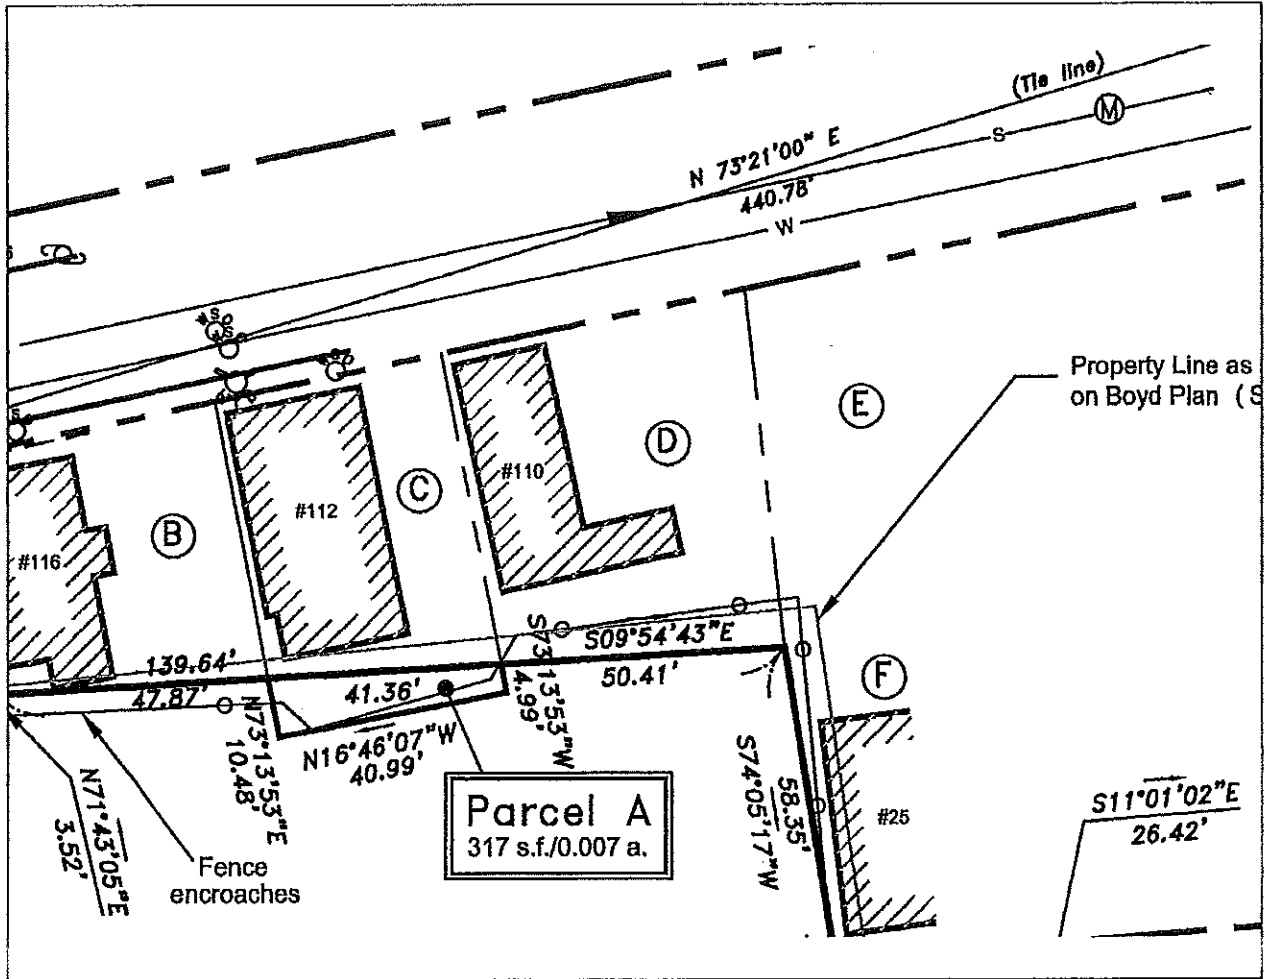 (Tie line)
M
S
N 73°21'00" E
440.78'
W
Property Line as
on Boyd Plan (S
E
D
C
B
#110
#112
#116
S09°54'43"E
50.41'
139.64'
47.87'
41.36'
S73°13'53"W
4.99'
F
N73°13'53"E
10.48'
N16°46'07"W
40.99'
Parcel A
317 s.f./0.007 a.
58.35'
S74°05'17"W
#25
S11°01'02"E
26.42'
N71°43'05"E
3.52'
Fence
encroaches